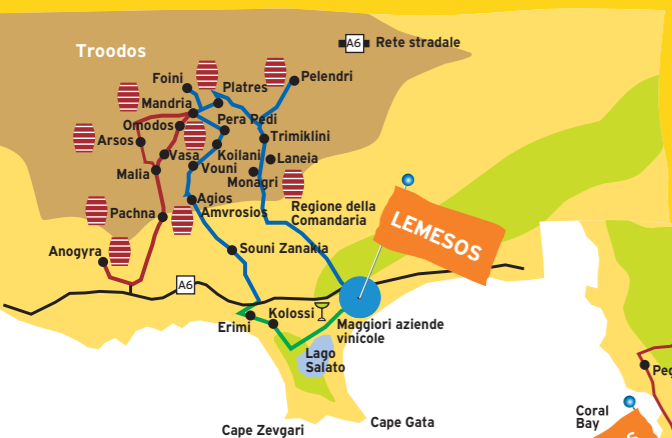 Troodos
A6 Rete stradale
Foini
Platres
Pelendri
Mandria
Omodos
Pera Pedi
Arsos
Trimiklini
Vasa
Koilani
Laneia
Malia
Vouni
Monagri
Agios
Amvrosios
Pachna
Regione della
Comandaria
LEMESOS
Anogyra
Souni Zanakia
A6
Erimi
Kolossi
Maggiori aziende
vinicole
Lago
Salato
Cape Zevgari
Cape Gata
Coral
Bay